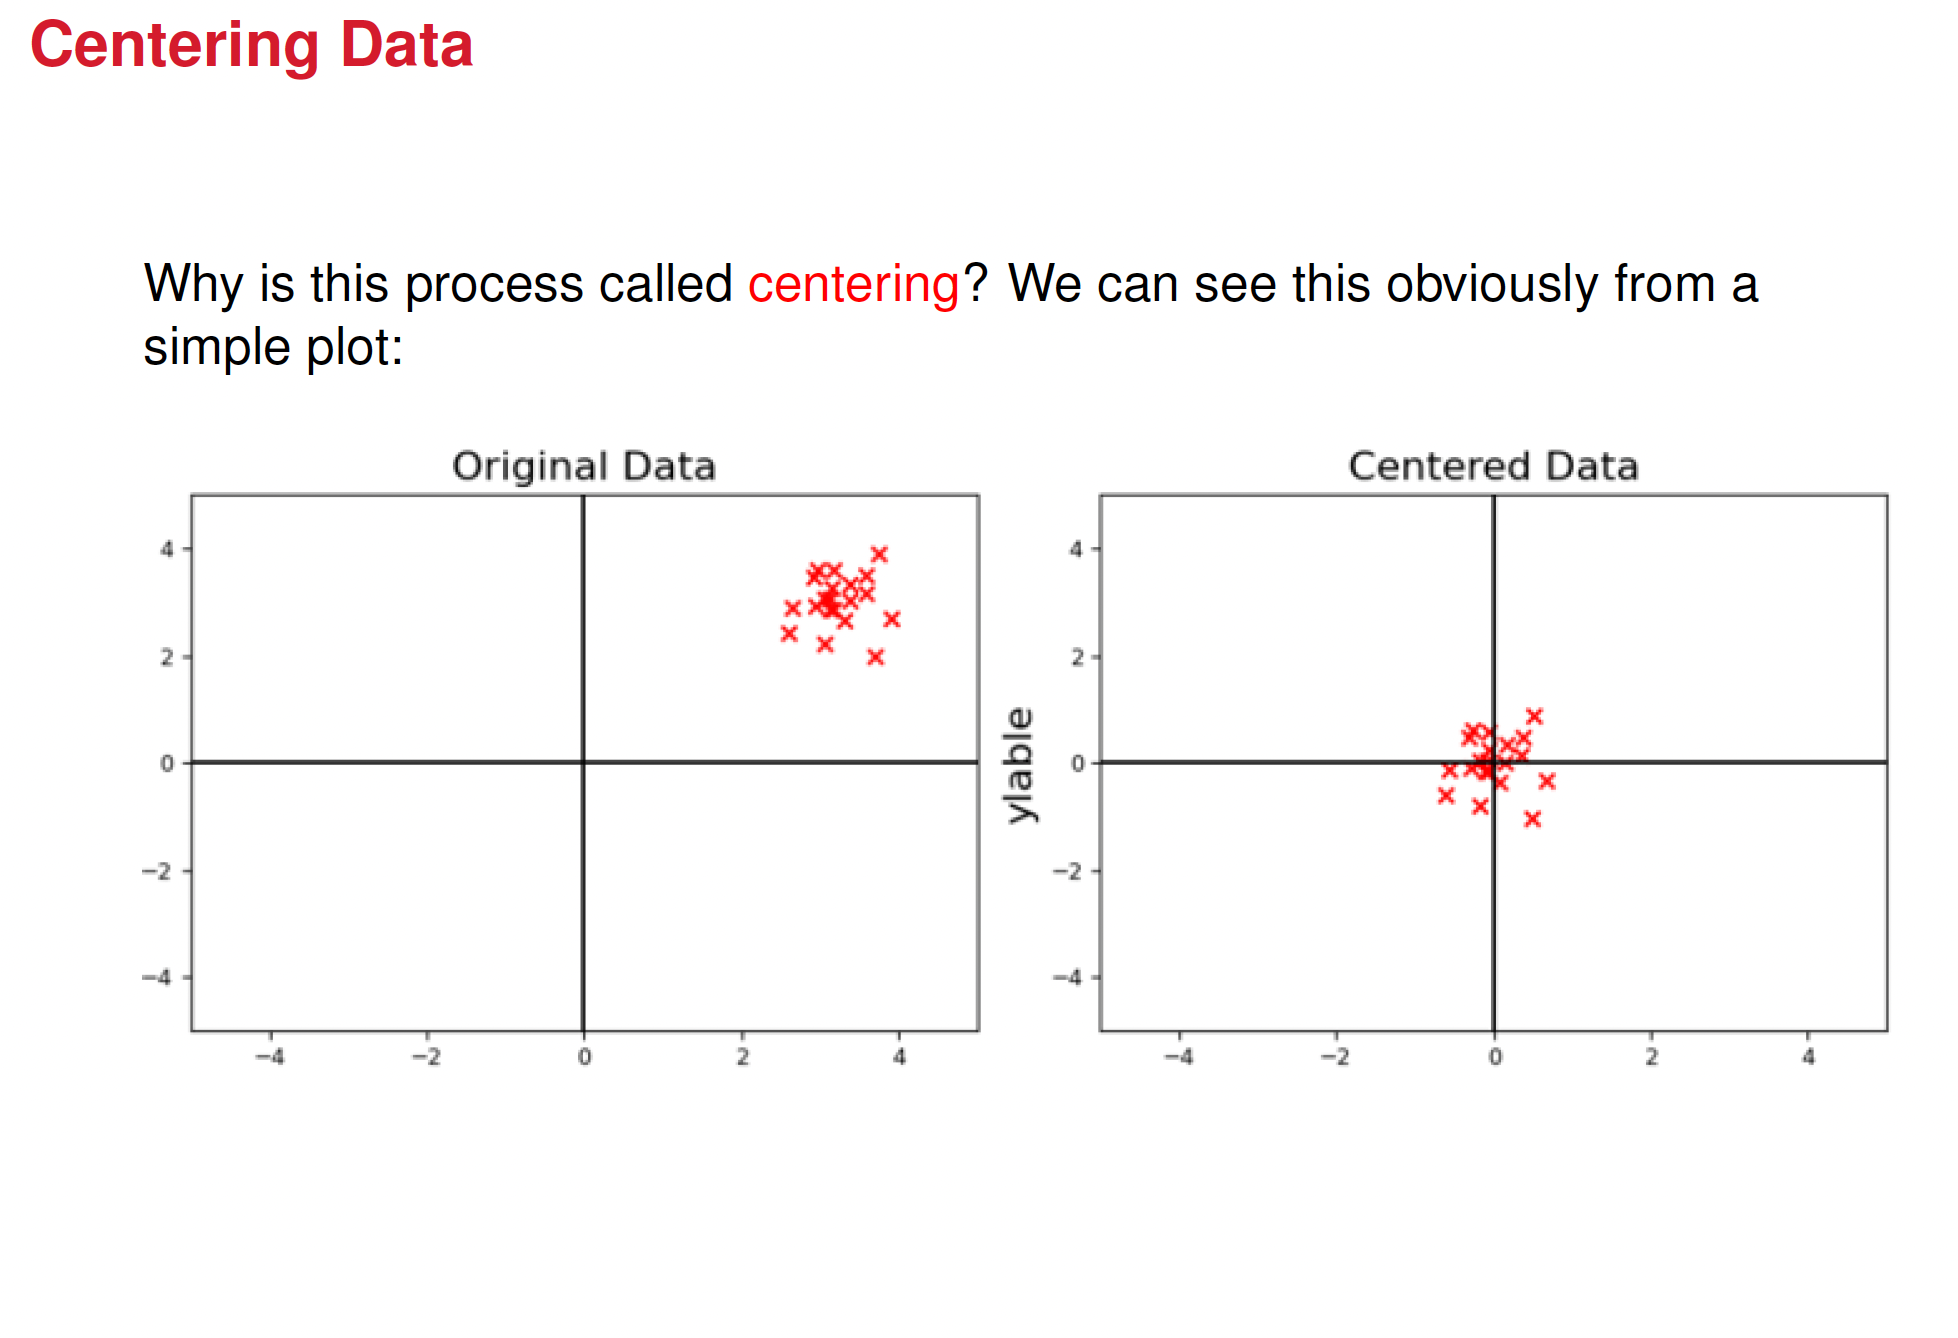 Centering Data
Why is this process called centering? We can see this obviously from a
simple plot:
Original Data
4
2
0
−2
−4
−4 −2 0 2 4
Centered Data
ylable
4
2
0
−2
−4
−4 −2 0 2 4